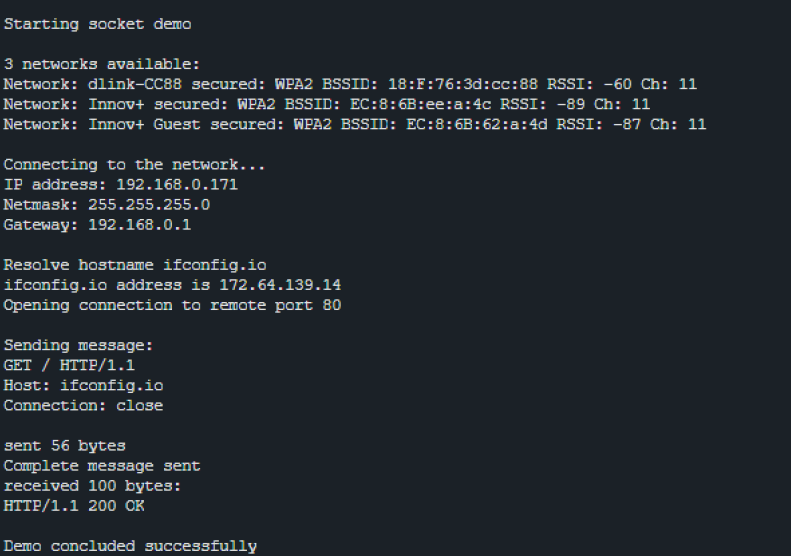 Starting socket demo
3 networks available:
Network: dlink-CC88 secured: WPA2 BSSID: 18:F:76:3d:cc:88 RSSI: -60 Ch: 11
Network: Innov+ secured: WPA2 BSSID: EC:8:6B:ee:a:4c RSSI: -89 Ch: 11
Network: Innov+ Guest secured: WPA2 BSSID: EC:8:6B:62:a:4d RSSI: -87 Ch: 11
Connecting to the network...
IP address: 192.168.0.171
Netmask: 255.255.255.0
Gateway: 192.168.0.1
Resolve hostname ifconfig.io
ifconfig.io address is 172.64.139.14
Opening connection to remote port 80
Sending message:
GET / HTTP/1.1
Host: ifconfig.io
Connection: close
sent 56 bytes
Complete message sent
received 100 bytes:
HTTP/1.1 200 OK
Demo concluded successfully